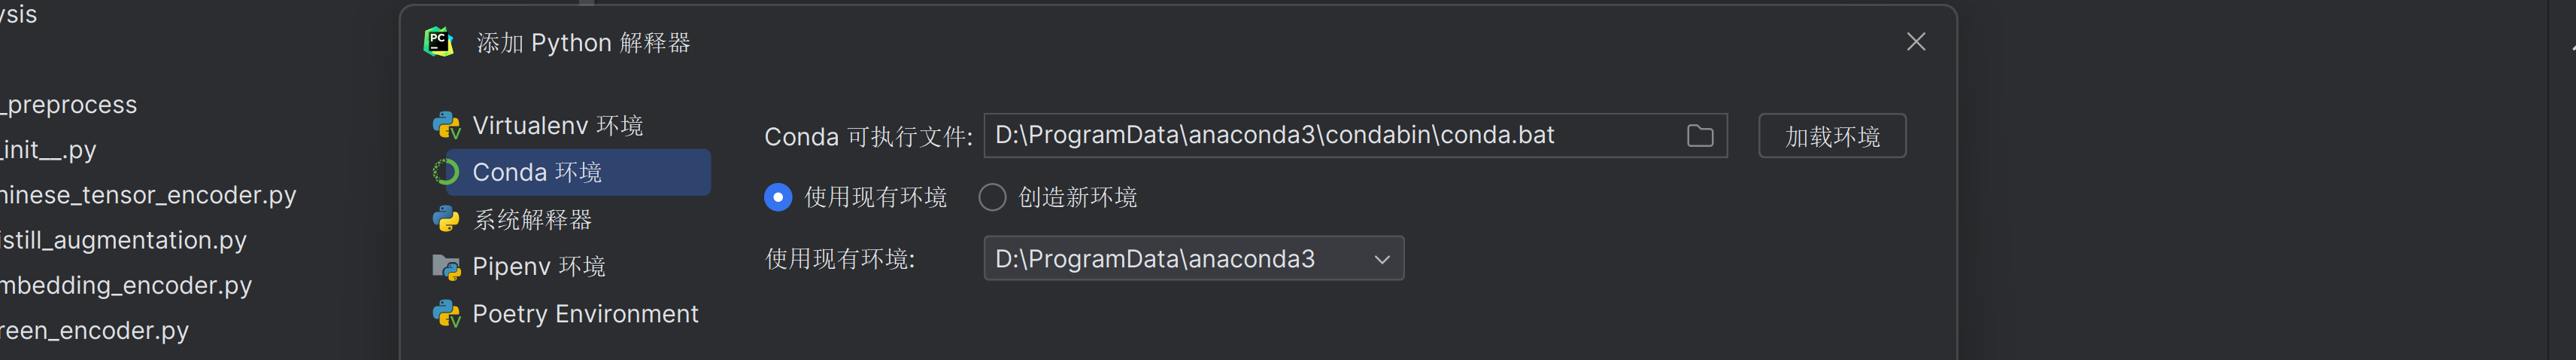 ysis
_preprocess
_init__.py
hinese_tensor_encoder.py
istill_augmentation.py
mbedding_encoder.py
reen_encoder.py
PC
添加 Python 解释器
Virtualenv 环境
Conda 环境
系统解释器
Pipenv 环境
Poetry Environment
Conda 可执行文件: D:\ProgramData\anaconda3\condabin\conda.bat 加载环境
使用现有环境 创造新环境
使用现有环境: D:\ProgramData\anaconda3